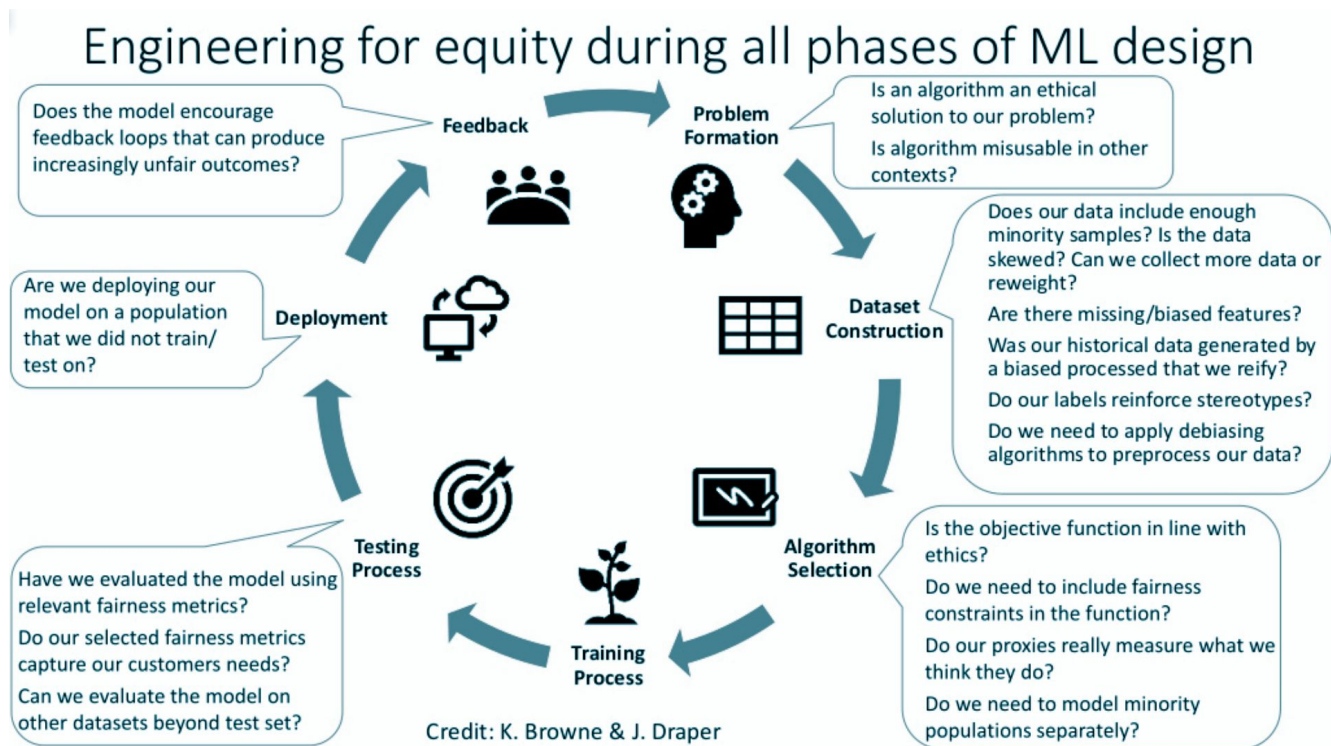 Engineering for equity during all phases of ML design
Does the model encourage
feedback loops that can produce
increasingly unfair outcomes?
Feedback
Problem
Formation
Is an algorithm an ethical
solution to our problem?
Is algorithm misusable in other
contexts?
Does our data include enough
minority samples? Is the data
skewed? Can we collect more data or
reweight?
Are there missing/biased features?
Was our historical data generated by
a biased processed that we reify?
Do our labels reinforce stereotypes?
Do we need to apply debiasing
algorithms to preprocess our data?
Dataset
Construction
Are we deploying our
model on a population
that we did not train/
test on?
Deployment
Algorithm
Selection
Is the objective function in line with
ethics?
Do we need to include fairness
constraints in the function?
Do our proxies really measure what we
think they do?
Do we need to model minority
populations separately?
Testing
Process
Have we evaluated the model using
relevant fairness metrics?
Do our selected fairness metrics
capture our customers needs?
Can we evaluate the model on
other datasets beyond test set?
Training
Process
Credit: K. Browne & J. Draper